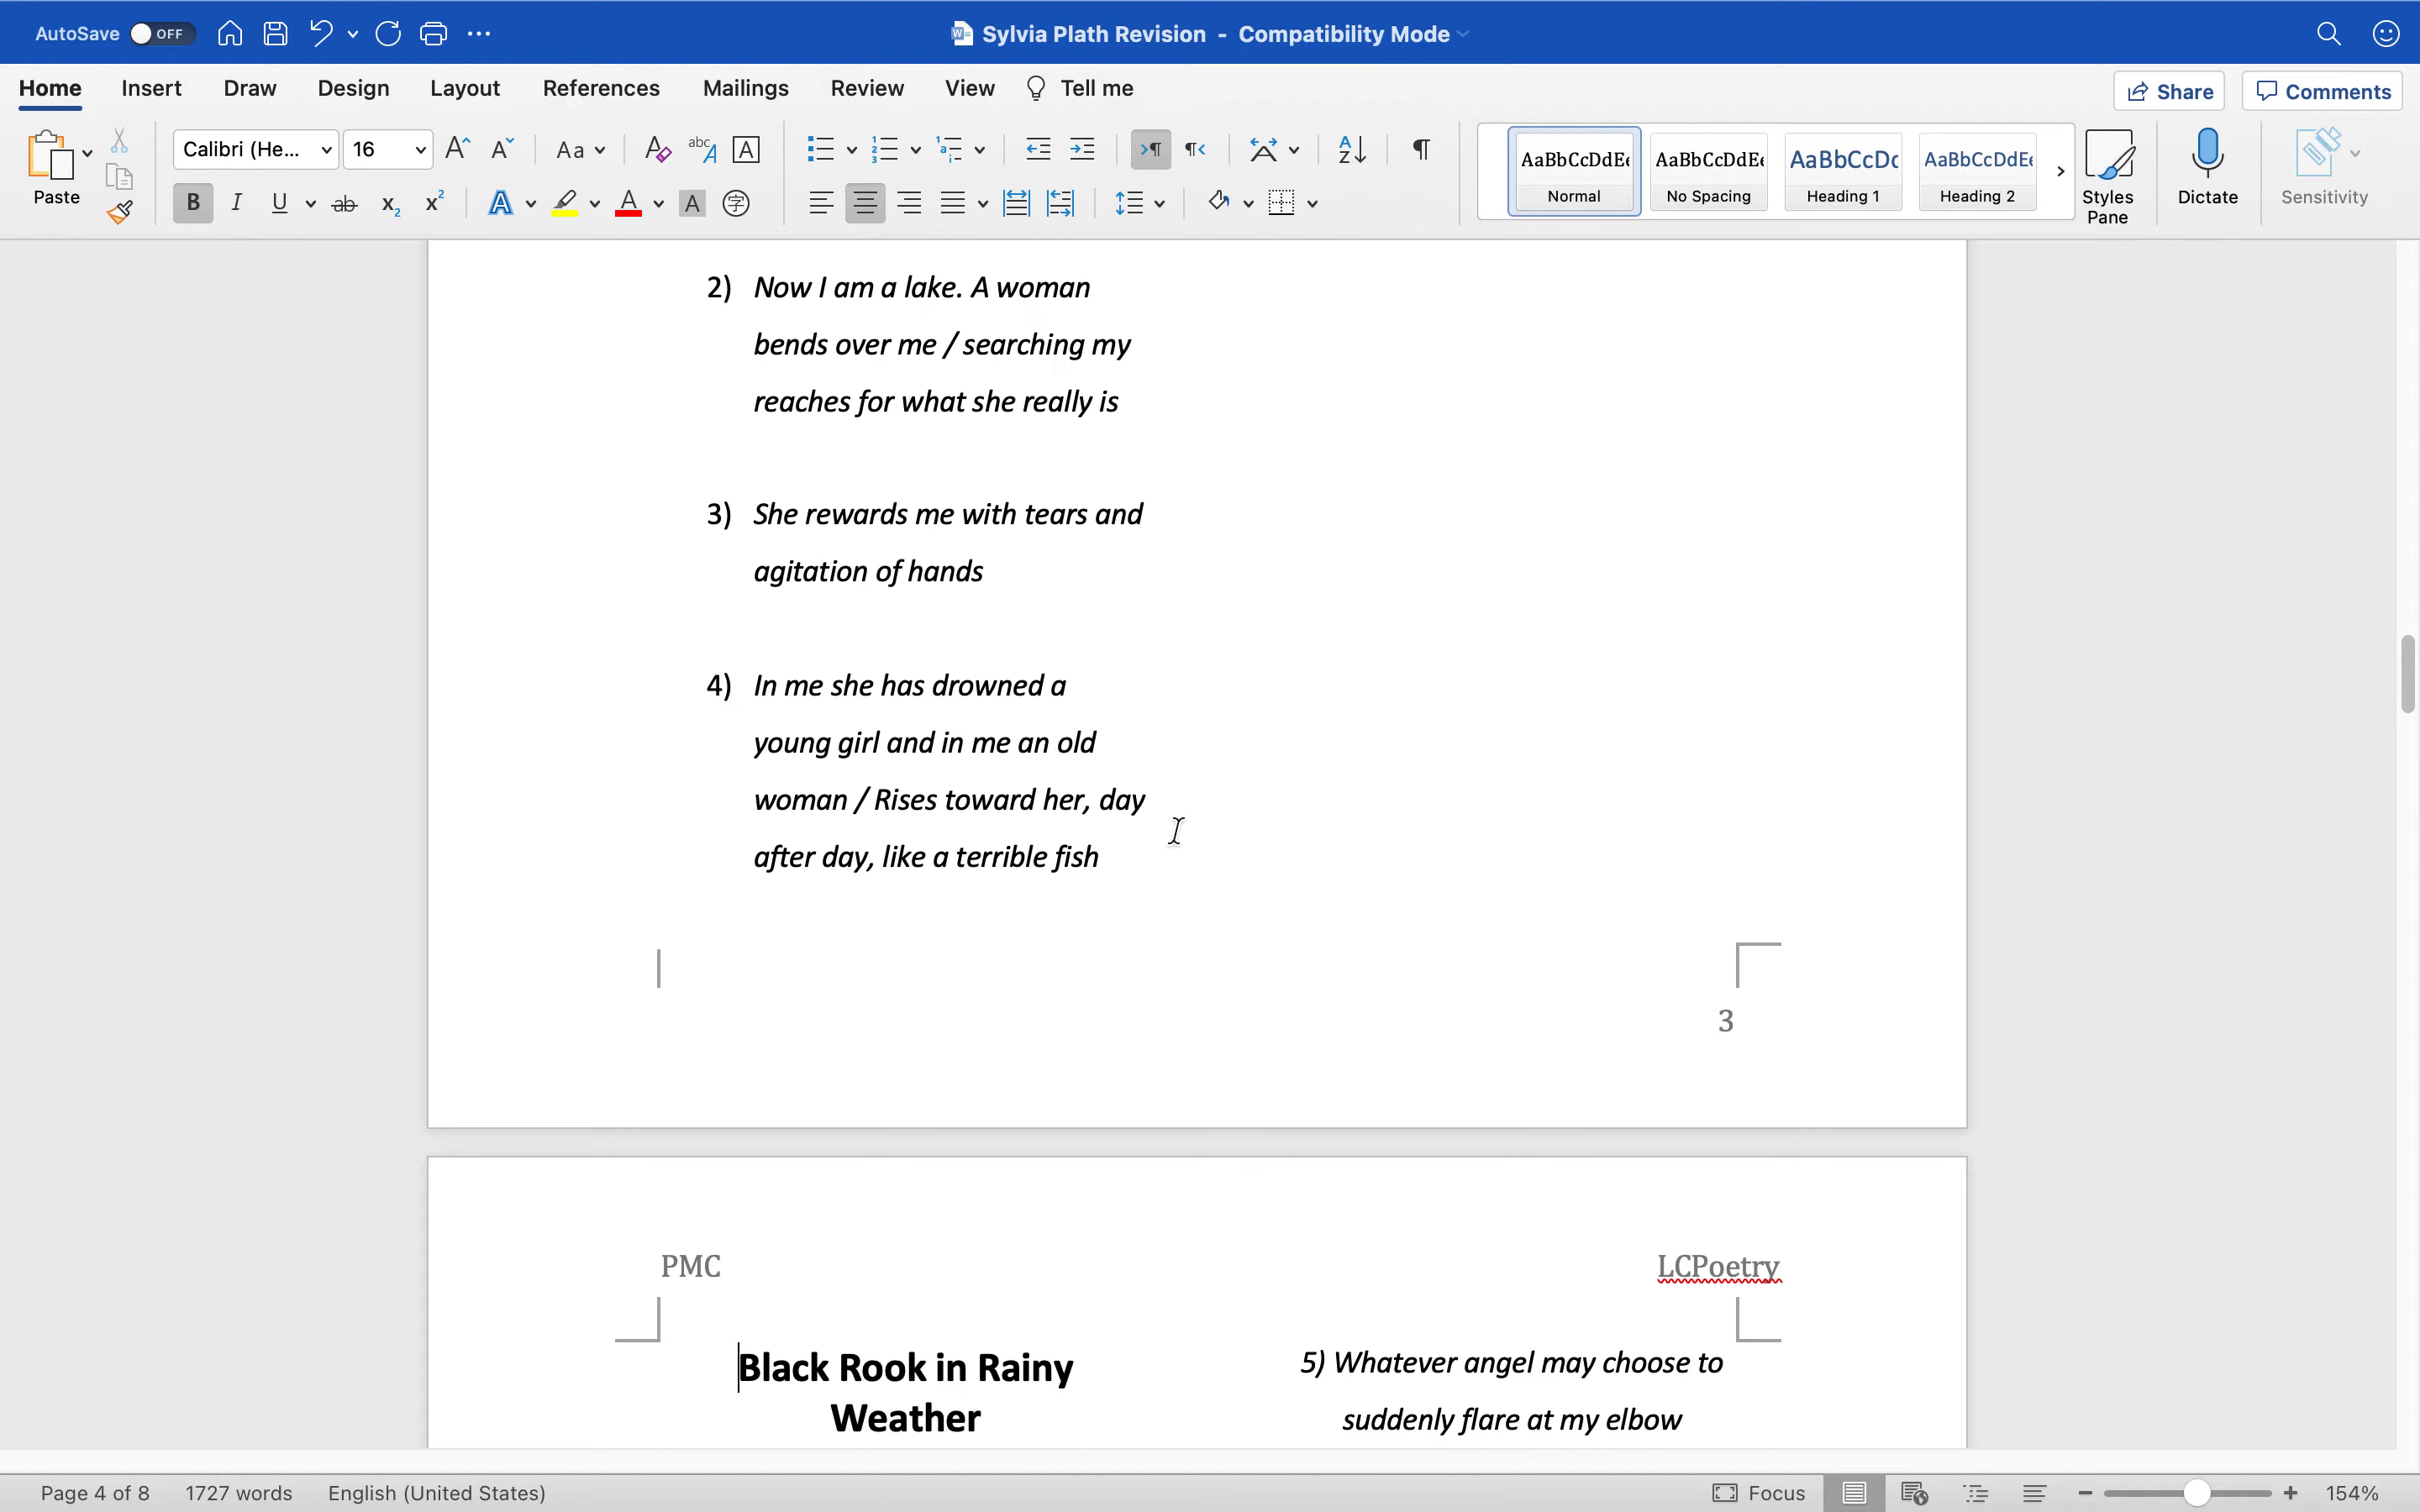 AutoSave OFF
Sylvia Plath Revision - Compatibility Mode
Home Insert Draw Design Layout References Mailings Review View Tell me
Share Comments
Paste
Calibri (He... 16
Aa
AaBbCcDdEe AaBbCcDdEe AaBbCcDc AaBbCcDdEe
Normal No Spacing Heading 1 Heading 2
Styles
Pane
Dictate
Sensitivity
2) Now I am a lake. A woman
bends over me / searching my
reaches for what she really is
3) She rewards me with tears and
agitation of hands
4) In me she has drowned a
young girl and in me an old
woman / Rises toward her, day
after day, like a terrible fish
3
PMC LCPoetry
Black Rook in Rainy
Weather
5) Whatever angel may choose to
suddenly flare at my elbow
Page 4 of 8 1727 words English (United States)
Focus 154%